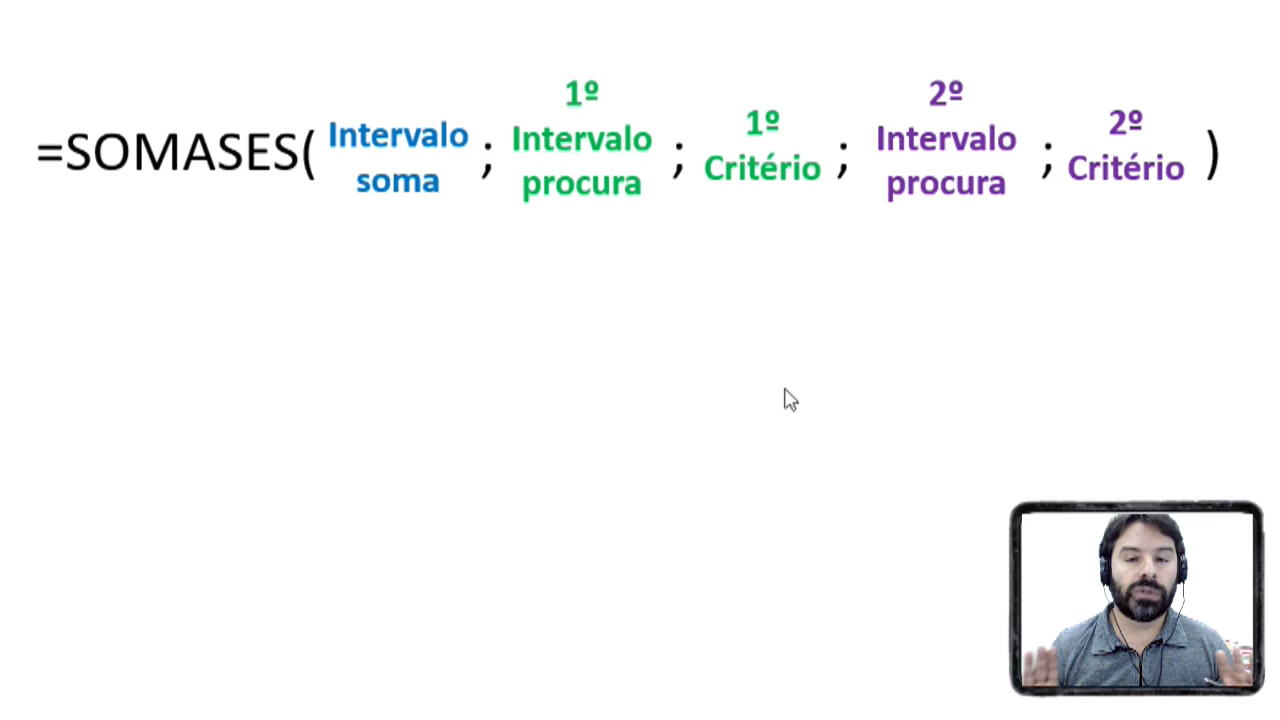 =SOMASES( Intervalo soma ; 1º Intervalo procura ; 1º Critério ; 2º Intervalo procura ; 2º Critério )